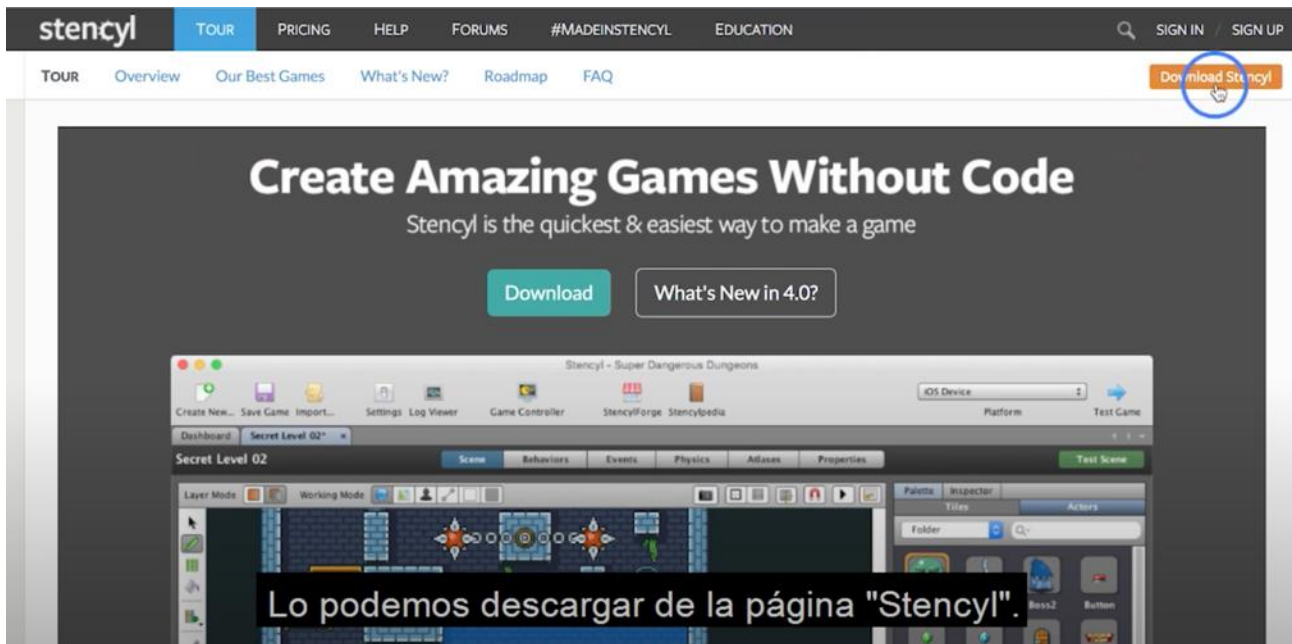 stencyl TOUR PRICING HELP FORUMS #MADEINSTENCYL EDUCATION SIGN IN / SIGN UP
TOUR Overview Our Best Games What's New? Roadmap FAQ Download Stencyl
Create Amazing Games Without Code
Stencyl is the quickest & easiest way to make a game
Download What's New in 4.0?
Stencyl - Super Dangerous Dungeons
iOS Device
Create New... Save Game Import... Settings Log Viewer Game Controller StencylForge Stencylpedia Platform Test Game
Dashboard Secret Level 02* x
Secret Level 02 Scene Behaviors Events Physics Atlases Properties Test Scene
Layer Mode Working Mode Palette Inspector
Tiles Actors
Folder
Lo podemos descargar de la página "Stencyl".
Boss2 Button